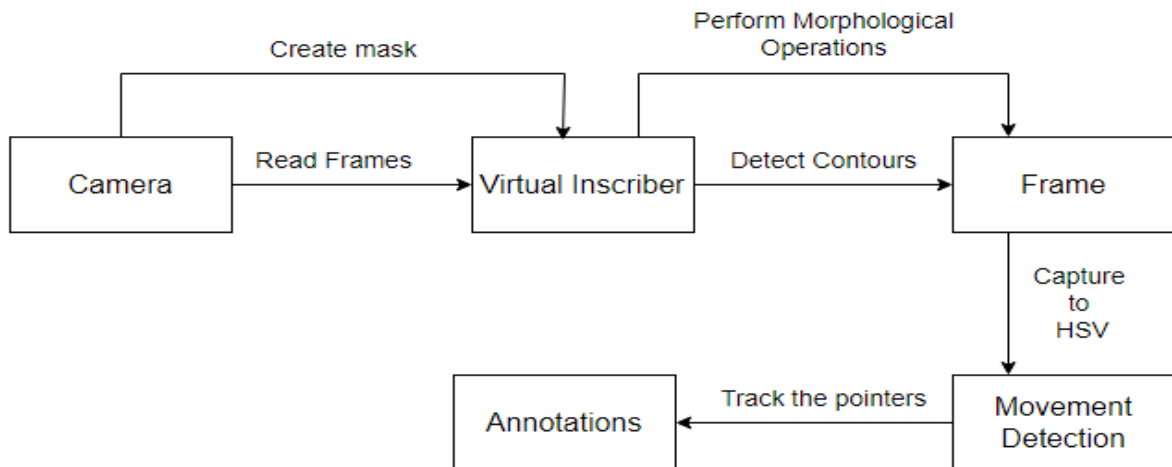 Perform Morphological
Operations
Create mask
Camera
Read Frames
Virtual Inscriber
Detect Contours
Frame
Capture
to
HSV
Annotations
Track the pointers
Movement
Detection